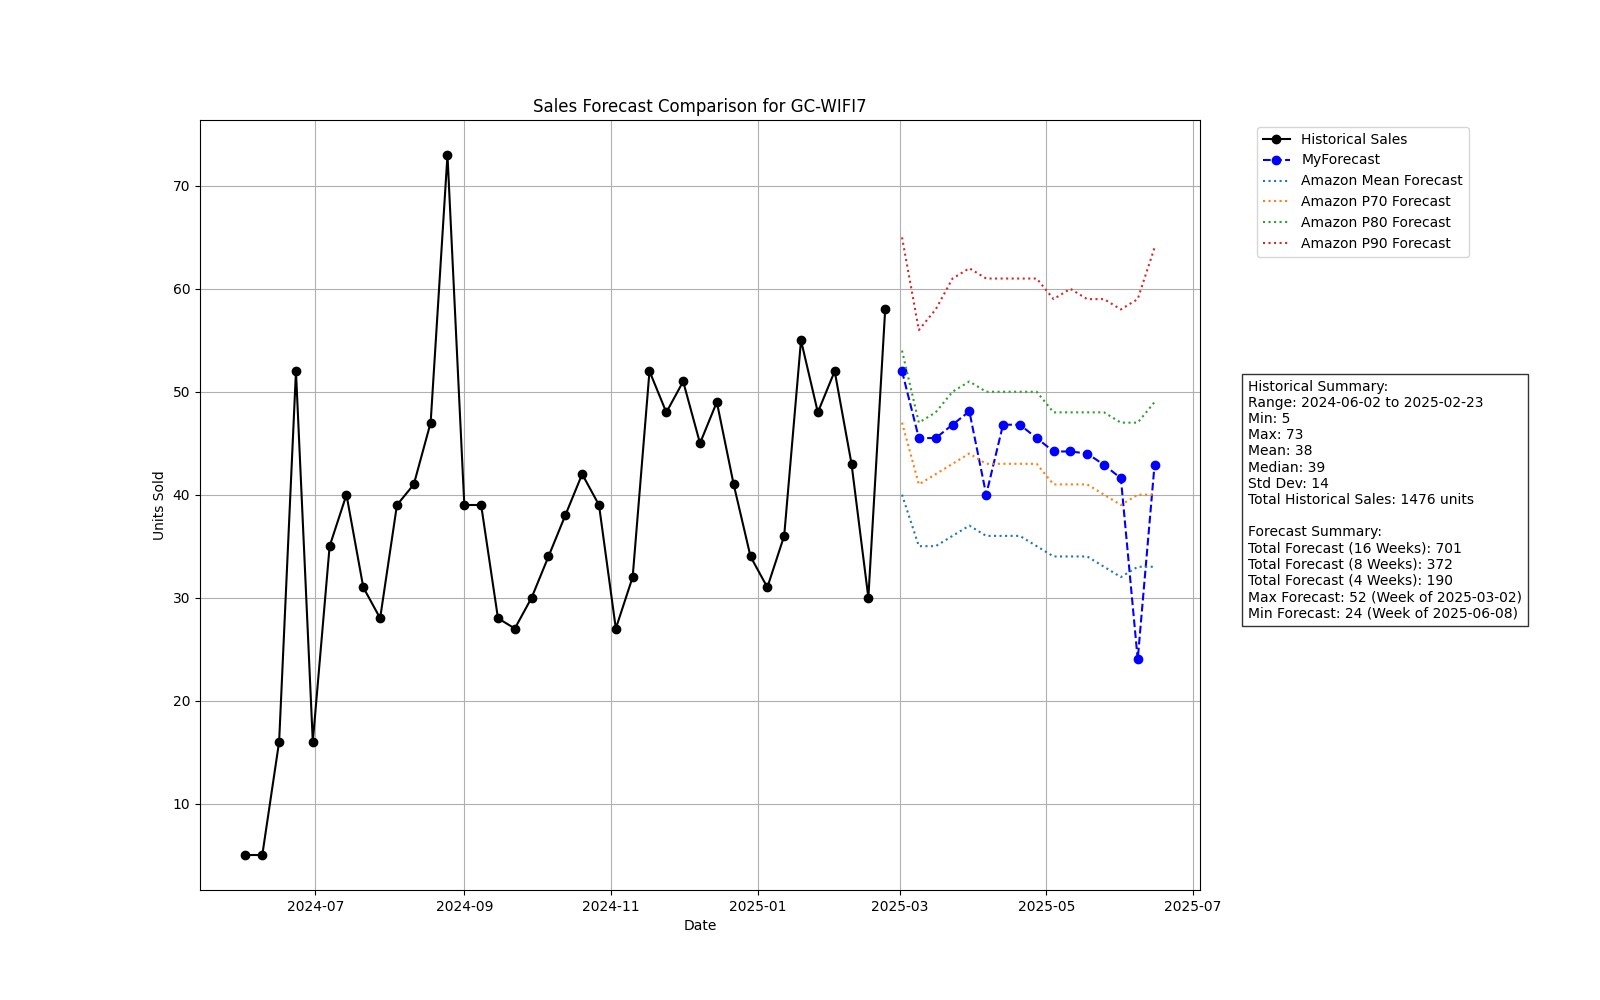 Sales Forecast Comparison for GC-WIFI7
Historical Sales
MyForecast
Amazon Mean Forecast
Amazon P70 Forecast
Amazon P80 Forecast
Amazon P90 Forecast
70
60
50
40
30
20
10
Units Sold
2024-07
2024-09
2024-11
2025-01
2025-03
2025-05
2025-07
Date
Historical Summary:
Range: 2024-06-02 to 2025-02-23
Min: 5
Max: 73
Mean: 38
Median: 39
Std Dev: 14
Total Historical Sales: 1476 units
Forecast Summary:
Total Forecast (16 Weeks): 701
Total Forecast (8 Weeks): 372
Total Forecast (4 Weeks): 190
Max Forecast: 52 (Week of 2025-03-02)
Min Forecast: 24 (Week of 2025-06-08)